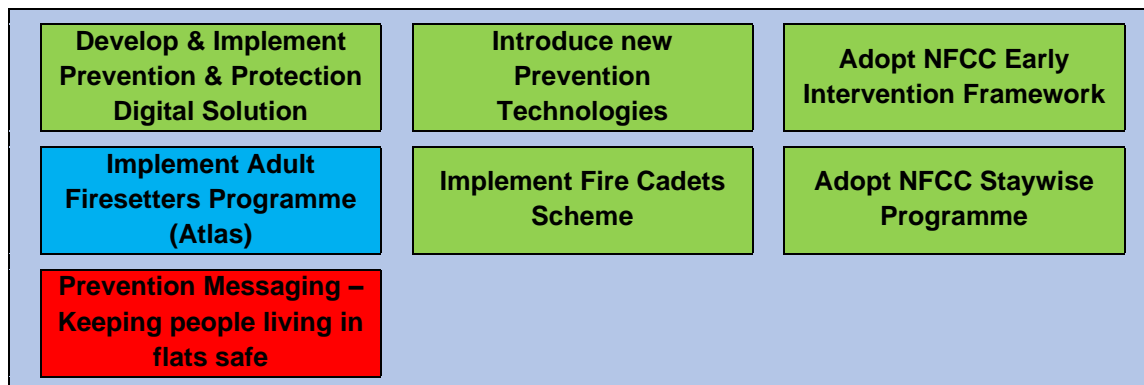 Develop & Implement
Prevention & Protection
Digital Solution
Introduce new
Prevention
Technologies
Adopt NFCC Early
Intervention Framework
Implement Adult
Firesetters Programme
(Atlas)
Implement Fire Cadets
Scheme
Adopt NFCC Staywise
Programme
Prevention Messaging –
Keeping people living in
flats safe